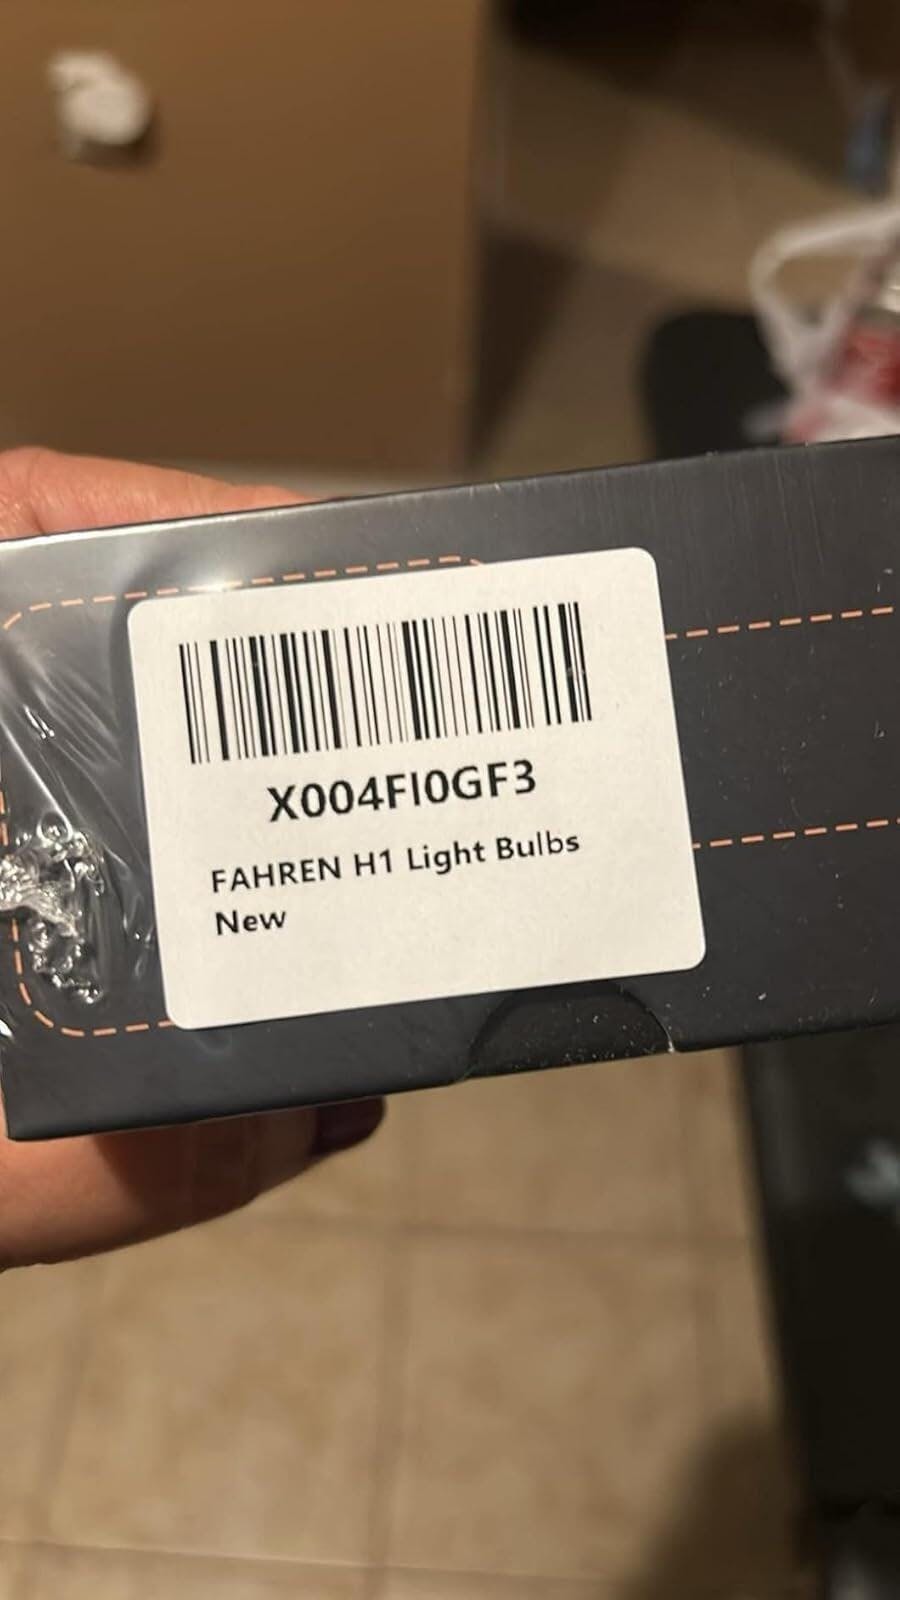 X004FI0GF3
FAHREN H1 Light Bulbs
New